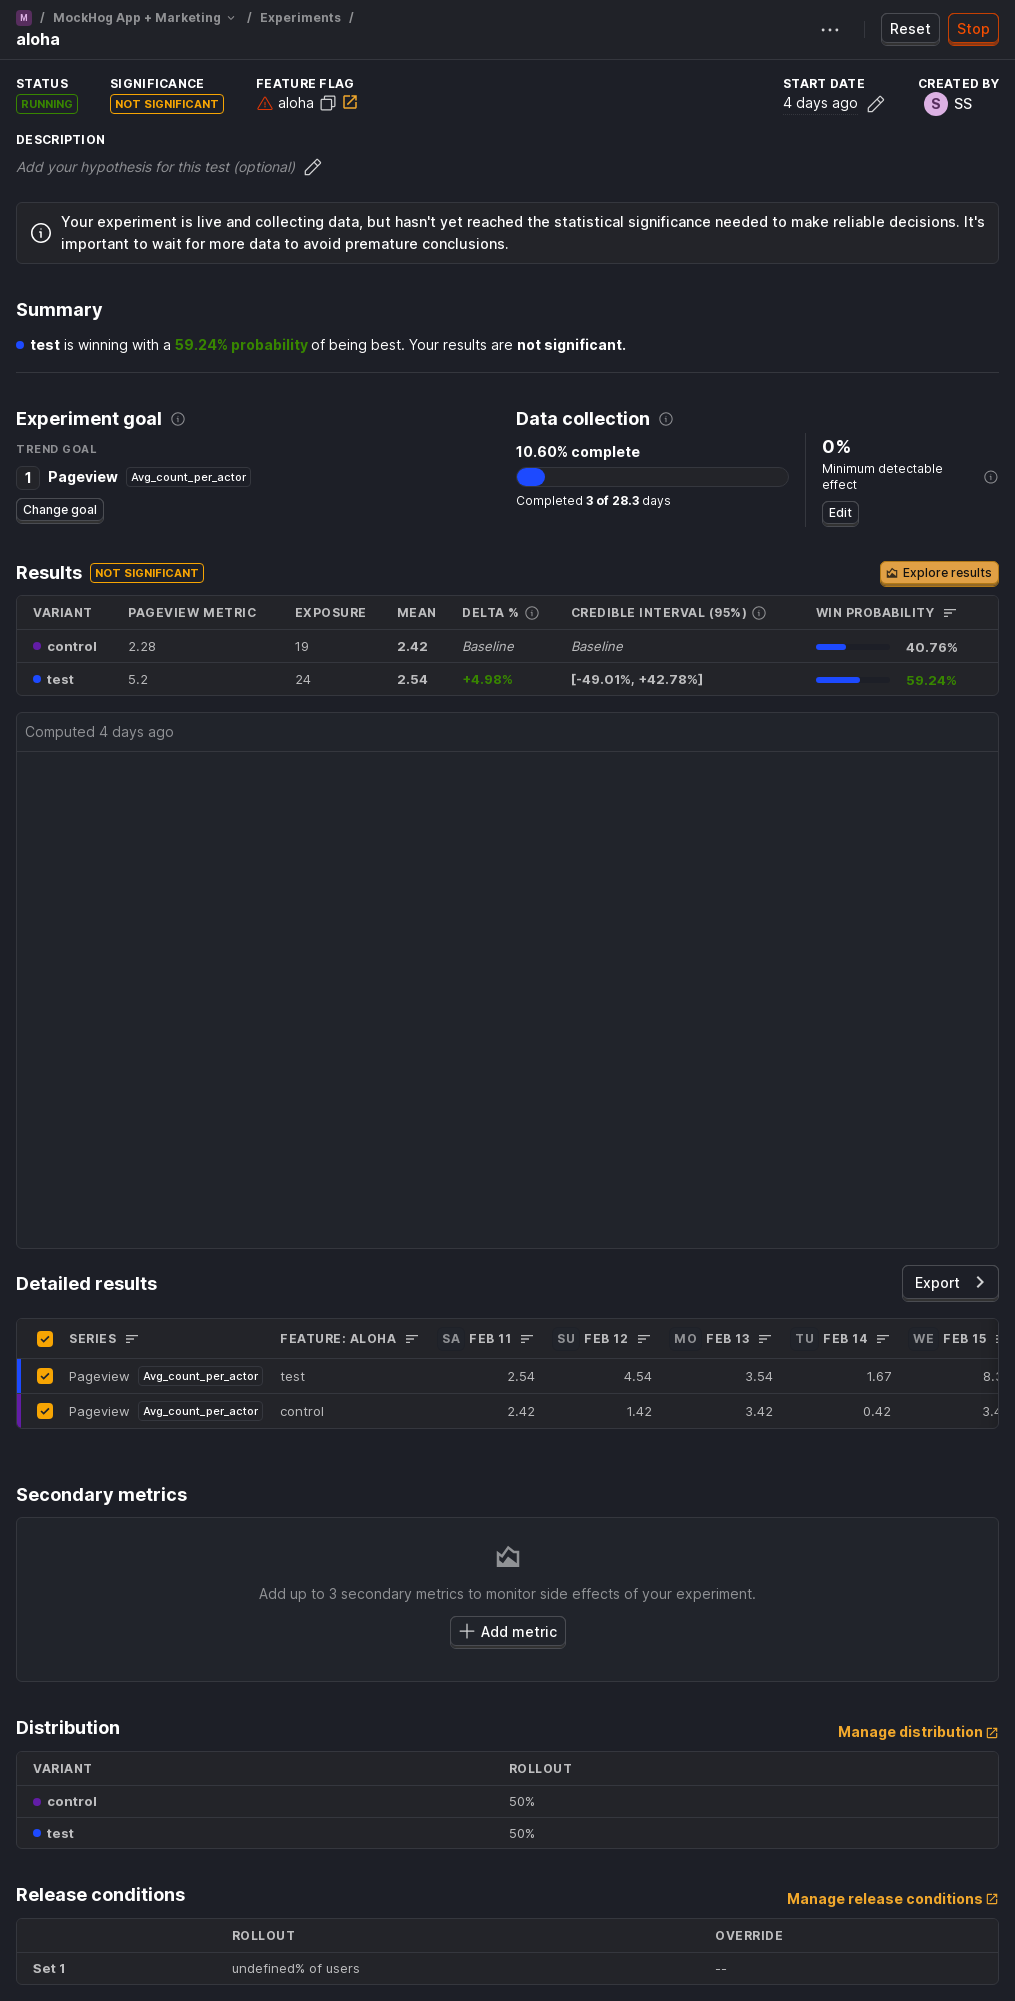 M / MockHog App + Marketing / Experiments /
aloha
Reset
Stop
STATUS
RUNNING
SIGNIFICANCE
NOT SIGNIFICANT
FEATURE FLAG
aloha
START DATE
4 days ago
CREATED BY
S SS
DESCRIPTION
Add your hypothesis for this test (optional)
Your experiment is live and collecting data, but hasn't yet reached the statistical significance needed to make reliable decisions. It's
important to wait for more data to avoid premature conclusions.
Summary
test is winning with a 59.24% probability of being best. Your results are not significant.
Experiment goal
TREND GOAL
1 Pageview Avg_count_per_actor
Change goal
Data collection
10.60% complete
Completed 3 of 28.3 days
0%
Minimum detectable
effect
Edit
Results NOT SIGNIFICANT
Explore results
VARIANT PAGEVIEW METRIC EXPOSURE MEAN DELTA % CREDIBLE INTERVAL (95%) WIN PROBABILITY
control 2.28 19 2.42 Baseline Baseline 40.76%
test 5.2 24 2.54 +4.98% [-49.01%, +42.78%] 59.24%
Computed 4 days ago
Detailed results
Export
SERIES FEATURE: ALOHA SA FEB 11 SU FEB 12 MO FEB 13 TU FEB 14 WE FEB 15
Pageview Avg_count_per_actor test 2.54 4.54 3.54 1.67 8.3
Pageview Avg_count_per_actor control 2.42 1.42 3.42 0.42 3.4
Secondary metrics
Add up to 3 secondary metrics to monitor side effects of your experiment.
Add metric
Distribution
Manage distribution
VARIANT ROLLOUT
control 50%
test 50%
Release conditions
Manage release conditions
ROLLOUT OVERRIDE
Set 1 undefined% of users --